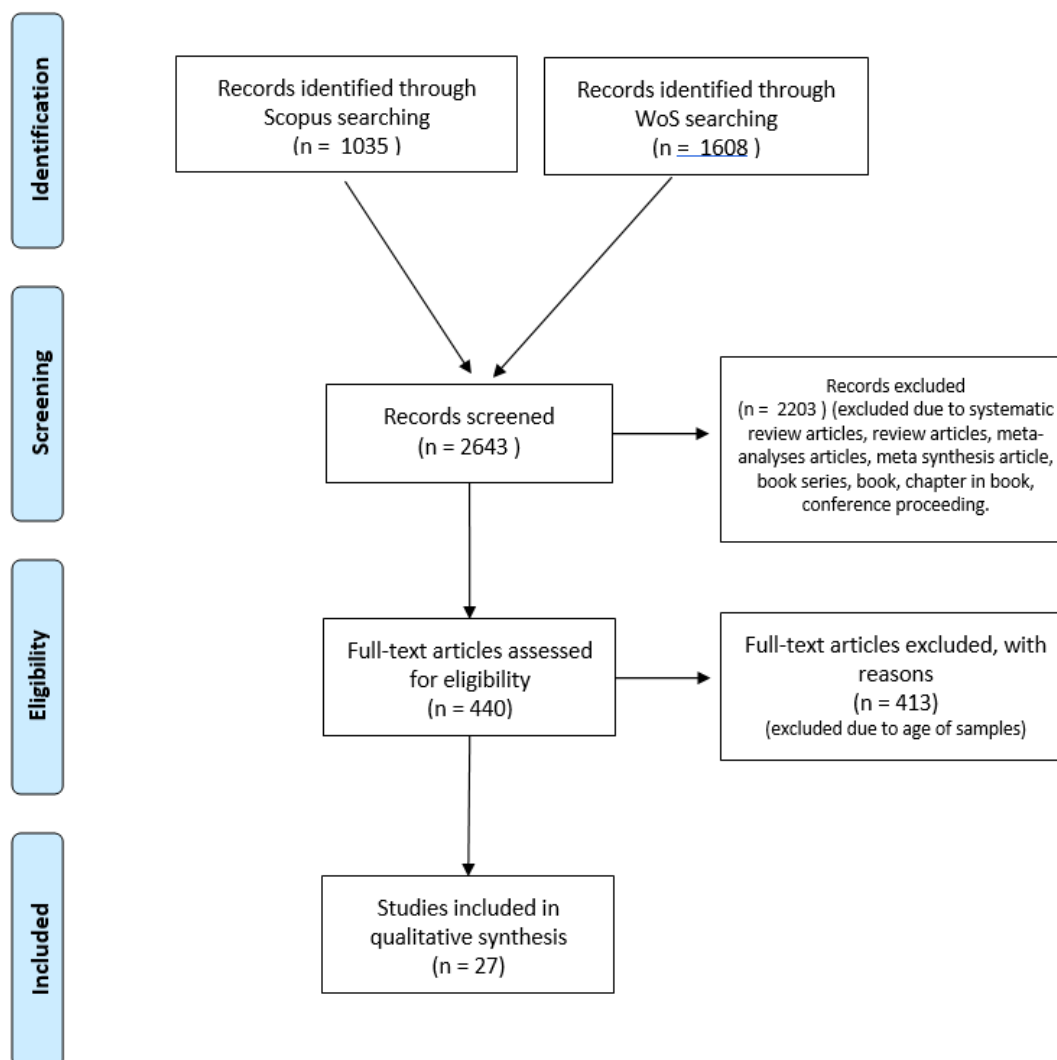 Identification
Records identified through
Scopus searching
(n =  1035 )
Records identified through
WoS searching
(n =  1608 )
Screening
Records screened
(n = 2643 )
Records excluded
(n =  2203 ) (excluded due to systematic
review articles, review articles, meta-
analyses articles, meta synthesis article,
book series, book, chapter in book,
conference proceeding.
Eligibility
Full-text articles assessed
for eligibility
(n = 440)
Full-text articles excluded, with
reasons
(n = 413)
(excluded due to age of samples)
Included
Studies included in
qualitative synthesis
(n = 27)